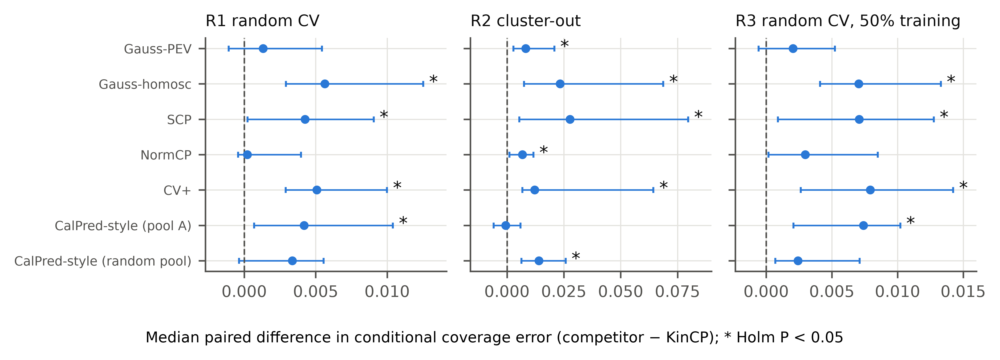 R1 random CV
R2 cluster-out
R3 random CV, 50% training
Gauss-PEV
*
Gauss-homosc
*
*
*
SCP
*
*
*
NormCP
*
CV+
*
*
*
CalPred-style (pool A)
*
*
CalPred-style (random pool)
*
0.000 0.005 0.010
0.000 0.025 0.050 0.075
0.000 0.005 0.010 0.015
Median paired difference in conditional coverage error (competitor − KinCP); * Holm P < 0.05